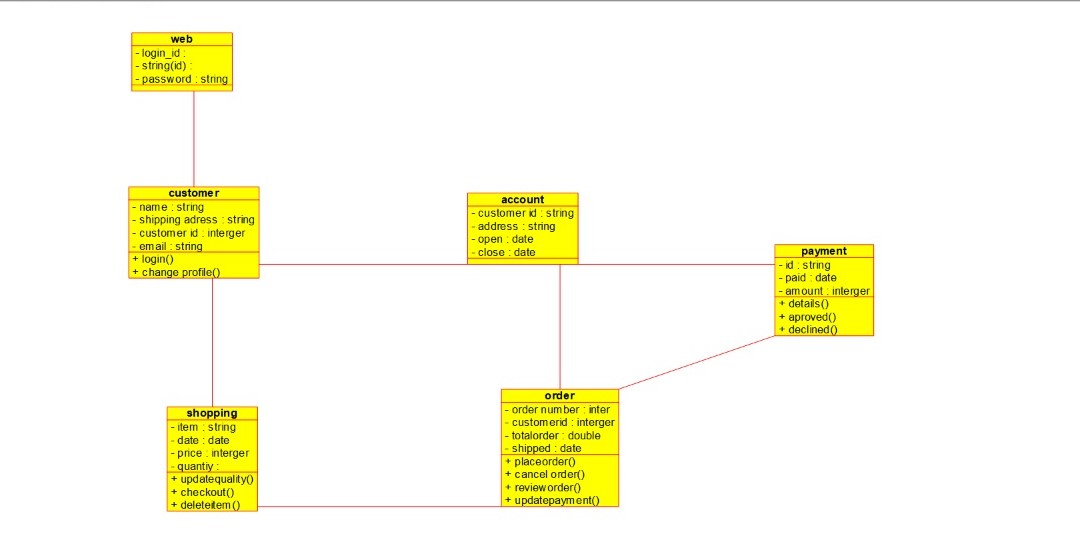 web
- login_id :
- string(id) :
- password : string
customer
- name : string
- shipping adress : string
- customer id : interger
- email : string
+ login()
+ change profile()
account
- customer id : string
- address : string
- open : date
- close : date
payment
- id : string
- paid : date
- amount : interger
+ details()
+ aproved()
+ declined()
shopping
- item : string
- date : date
- price : interger
- quantiy :
+ updatequality()
+ checkout()
+ deleteitem()
order
- order number : inter
- customerid : interger
- totalorder : double
- shipped : date
+ placeorder()
+ cancel order()
+ revieworder()
+ updatepayment()